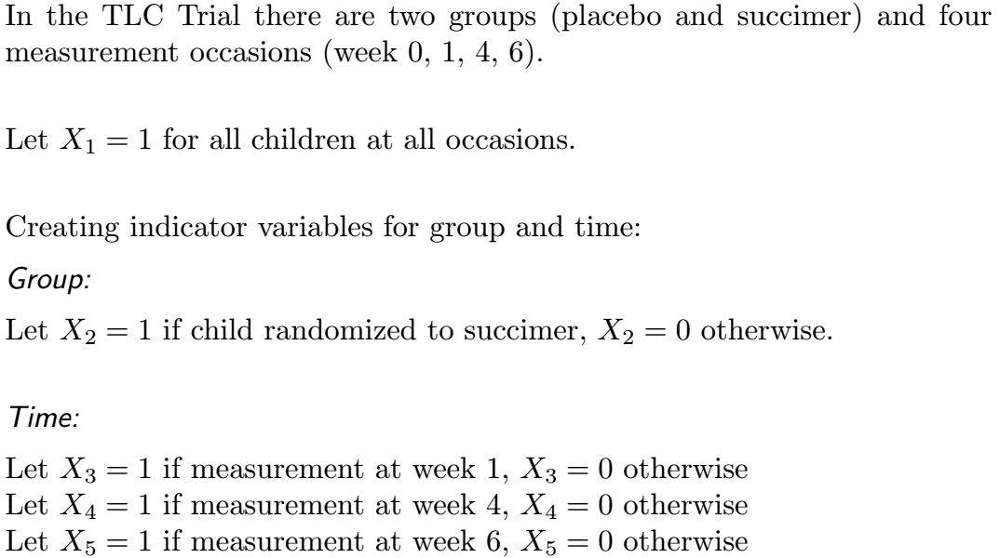 In the TLC Trial there are two groups (placebo and succimer) and four
measurement occasions (week 0, 1, 4, 6).
Let X₁ = 1 for all children at all occasions.
Creating indicator variables for group and time:
Group:
Let X₂ = 1 if child randomized to succimer, X₂ = 0 otherwise.
Time:
Let X₃ = 1 if measurement at week 1, X₃ = 0 otherwise
Let X₄ = 1 if measurement at week 4, X₄ = 0 otherwise
Let X₅ = 1 if measurement at week 6, X₅ = 0 otherwise